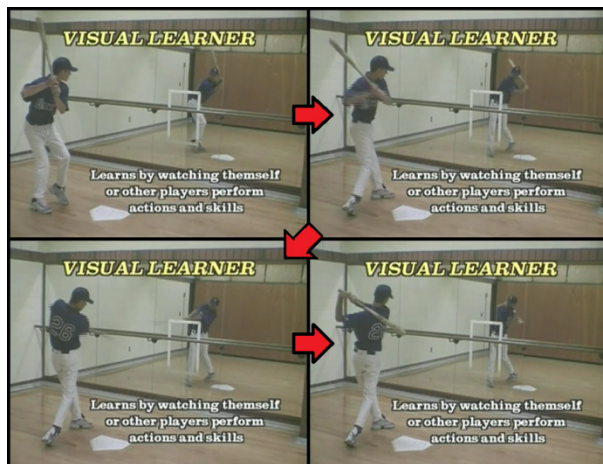 VISUAL LEARNER
Learns by watching themself
or other players perform
actions and skills
VISUAL LEARNER
Learns by watching themself
or other players perform
actions and skills
VISUAL LEARNER
28
Learns by watching themself
or other players perform
actions and skills
VISUAL LEARNER
Learns by watching themself
or other players perform
actions and skills